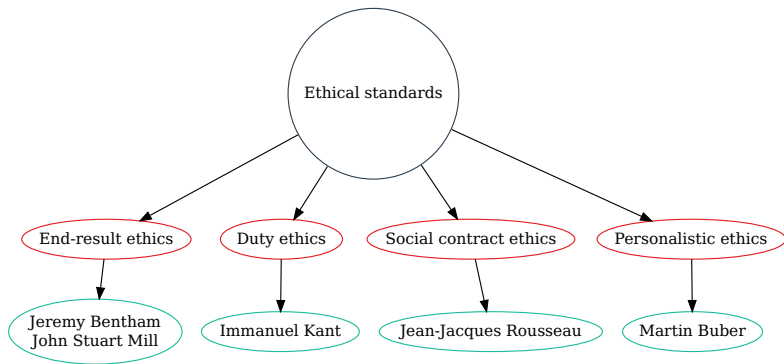 Ethical standards
End-result ethics
Duty ethics
Social contract ethics
Personalistic ethics
Jeremy Bentham
John Stuart Mill
Immanuel Kant
Jean-Jacques Rousseau
Martin Buber